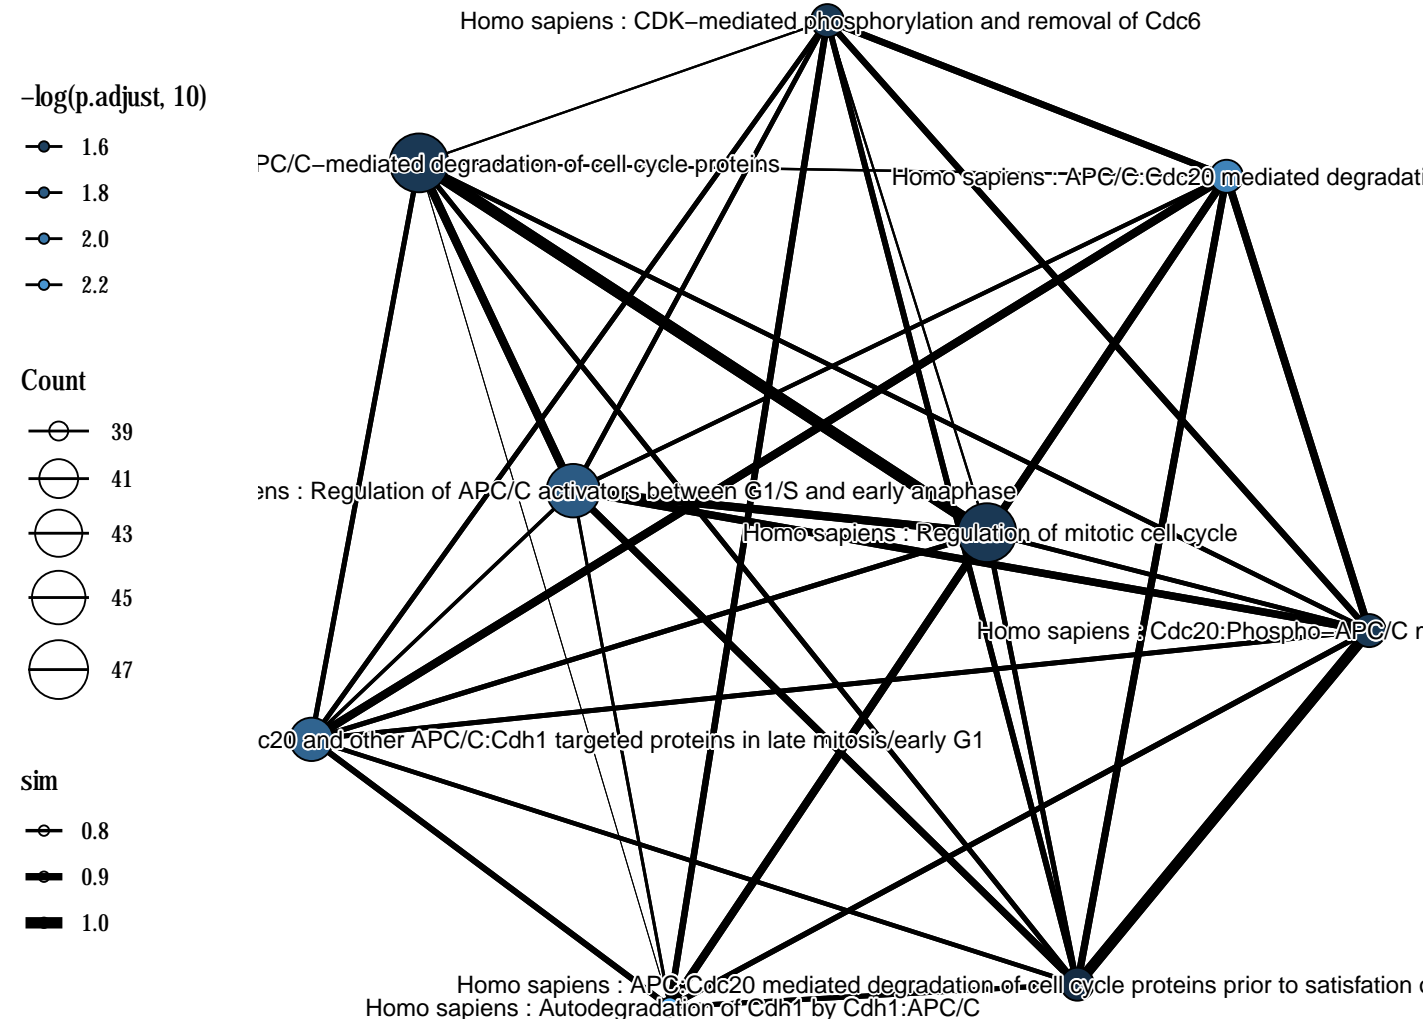 Homo sapiens : CDK−mediated phosphorylation and removal of Cdc6
−log(p.adjust, 10)
1.6
1.8
2.0
2.2
PC/C−mediated degradation of cell cycle proteins
Homo sapiens : APC/C:Cdc20 mediated degradati
Count
39
41
43
45
47
ens : Regulation of APC/C activators between G1/S and early anaphase
Homo sapiens : Regulation of mitotic cell cycle
Homo sapiens : Cdc20:Phospho−APC/C r
c20 and other APC/C:Cdh1 targeted proteins in late mitosis/early G1
sim
0.8
0.9
1.0
Homo sapiens : APC:Cdc20 mediated degradation of cell cycle proteins prior to satisfation o
Homo sapiens : Autodegradation of Cdh1 by Cdh1:APC/C